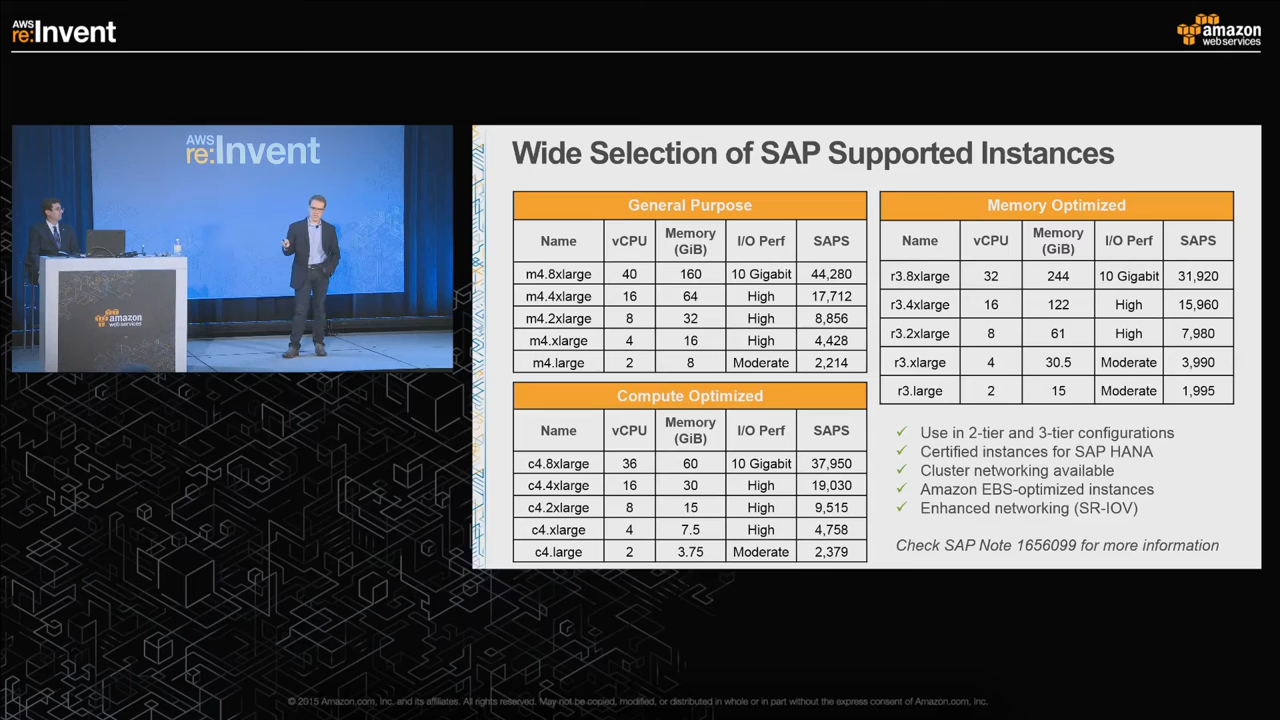 AWS
re:Invent
amazon
web services
AWS
re:Invent
amazon
web services
Wide Selection of SAP Supported Instances
General Purpose
Name vCPU Memory (GiB) I/O Perf SAPS
m4.8xlarge 40 160 10 Gigabit 44,280
m4.4xlarge 16 64 High 17,712
m4.2xlarge 8 32 High 8,856
m4.xlarge 4 16 High 4,428
m4.large 2 8 Moderate 2,214
Compute Optimized
Name vCPU Memory (GiB) I/O Perf SAPS
c4.8xlarge 36 60 10 Gigabit 37,950
c4.4xlarge 16 30 High 19,030
c4.2xlarge 8 15 High 9,515
c4.xlarge 4 7.5 High 4,758
c4.large 2 3.75 Moderate 2,379
Memory Optimized
Name vCPU Memory (GiB) I/O Perf SAPS
r3.8xlarge 32 244 10 Gigabit 31,920
r3.4xlarge 16 122 High 15,960
r3.2xlarge 8 61 High 7,980
r3.xlarge 4 30.5 Moderate 3,990
r3.large 2 15 Moderate 1,995
✓ Use in 2-tier and 3-tier configurations
✓ Certified instances for SAP HANA
✓ Cluster networking available
✓ Amazon EBS-optimized instances
✓ Enhanced networking (SR-IOV)
Check SAP Note 1656099 for more information
© 2015 Amazon.com, Inc. and its affiliates. All rights reserved. May not be copied, modified, or distributed in whole or in part without the express consent of Amazon.com, Inc.